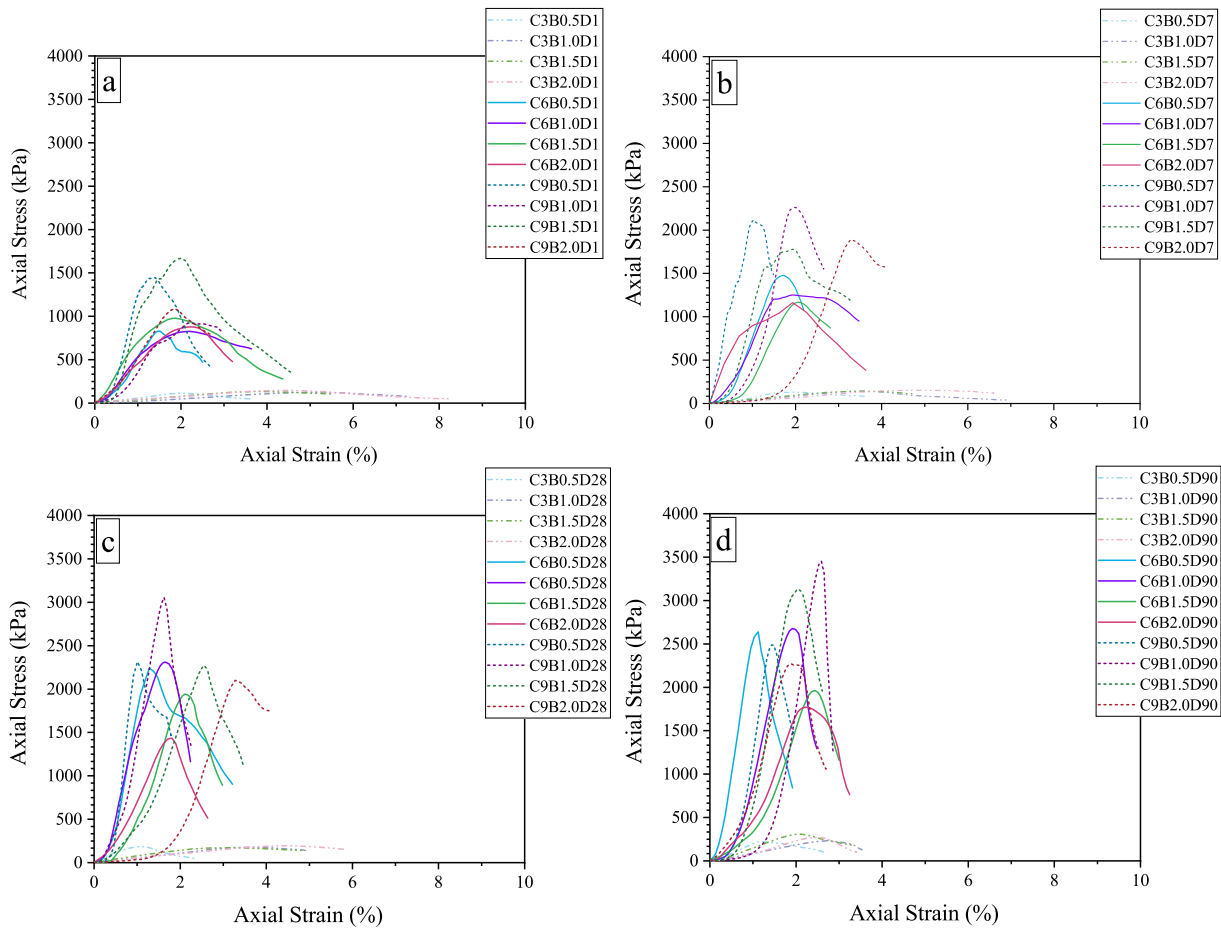 a
4000
3500
3000
2500
2000
1500
1000
500
0
Axial Stress (kPa)
0 2 4 6 8 10
Axial Strain (%)
C3B0.5D1
C3B1.0D1
C3B1.5D1
C3B2.0D1
C6B0.5D1
C6B1.0D1
C6B1.5D1
C6B2.0D1
C9B0.5D1
C9B1.0D1
C9B1.5D1
C9B2.0D1
b
4000
3500
3000
2500
2000
1500
1000
500
0
Axial Stress (kPa)
0 2 4 6 8 10
Axial Strain (%)
C3B0.5D7
C3B1.0D7
C3B1.5D7
C3B2.0D7
C6B0.5D7
C6B1.0D7
C6B1.5D7
C6B2.0D7
C9B0.5D7
C9B1.0D7
C9B1.5D7
C9B2.0D7
c
4000
3500
3000
2500
2000
1500
1000
500
0
Axial Stress (kPa)
0 2 4 6 8 10
Axial Strain (%)
C3B0.5D28
C3B1.0D28
C3B1.5D28
C3B2.0D28
C6B0.5D28
C6B0.5D28
C6B1.5D28
C6B2.0D28
C9B0.5D28
C9B1.0D28
C9B1.5D28
C9B2.0D28
d
4000
3500
3000
2500
2000
1500
1000
500
0
Axial Stress (kPa)
0 2 4 6 8 10
Axial Strain (%)
C3B0.5D90
C3B1.0D90
C3B1.5D90
C3B2.0D90
C6B0.5D90
C6B1.0D90
C6B1.5D90
C6B2.0D90
C9B0.5D90
C9B1.0D90
C9B1.5D90
C9B2.0D90